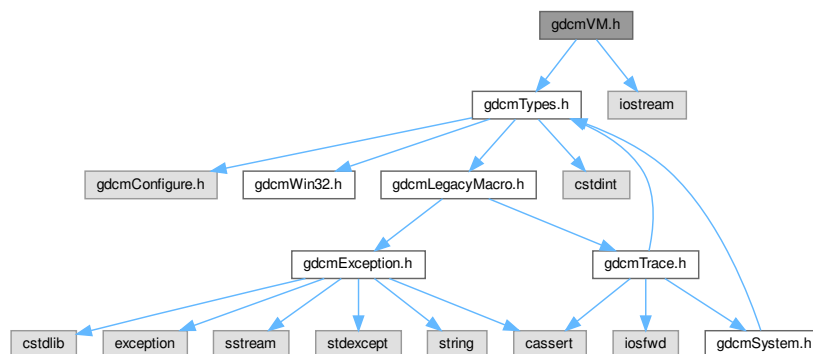 gdcmVM.h
gdcmTypes.h
iostream
gdcmConfigure.h
gdcmWin32.h
gdcmLegacyMacro.h
cstdint
gdcmException.h
gdcmTrace.h
cstdlib
exception
sstream
stdexcept
string
cassert
iosfwd
gdcmSystem.h